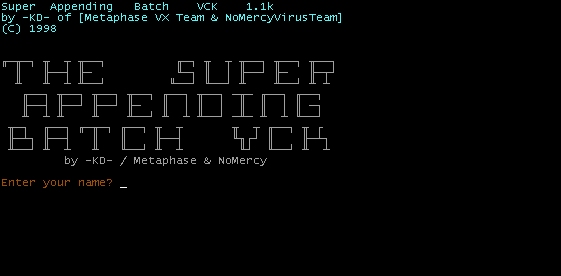 Super Appending Batch VCK 1.1k
by -KD- of [Metaphase VX Team & NoMercyVirusTeam]
(C) 1998
THE SUPER
APPENDING
BATCH VCK
by -KD- / Metaphase & NoMercy
Enter your name? _